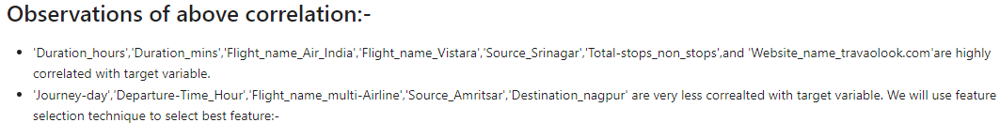 Observations of above correlation:-
• 'Duration_hours','Duration_mins','Flight_name_Air_India','Flight_name_Vistara','Source_Srinagar','Total-stops_non_stops',and 'Website_name_travaolook.com'are highly
correlated with target variable.
• 'Journey-day','Departure-Time_Hour','Flight_name_multi-Airline','Source_Amritsar','Destination_nagpur' are very less correalted with target variable. We will use feature
selection technique to select best feature:-